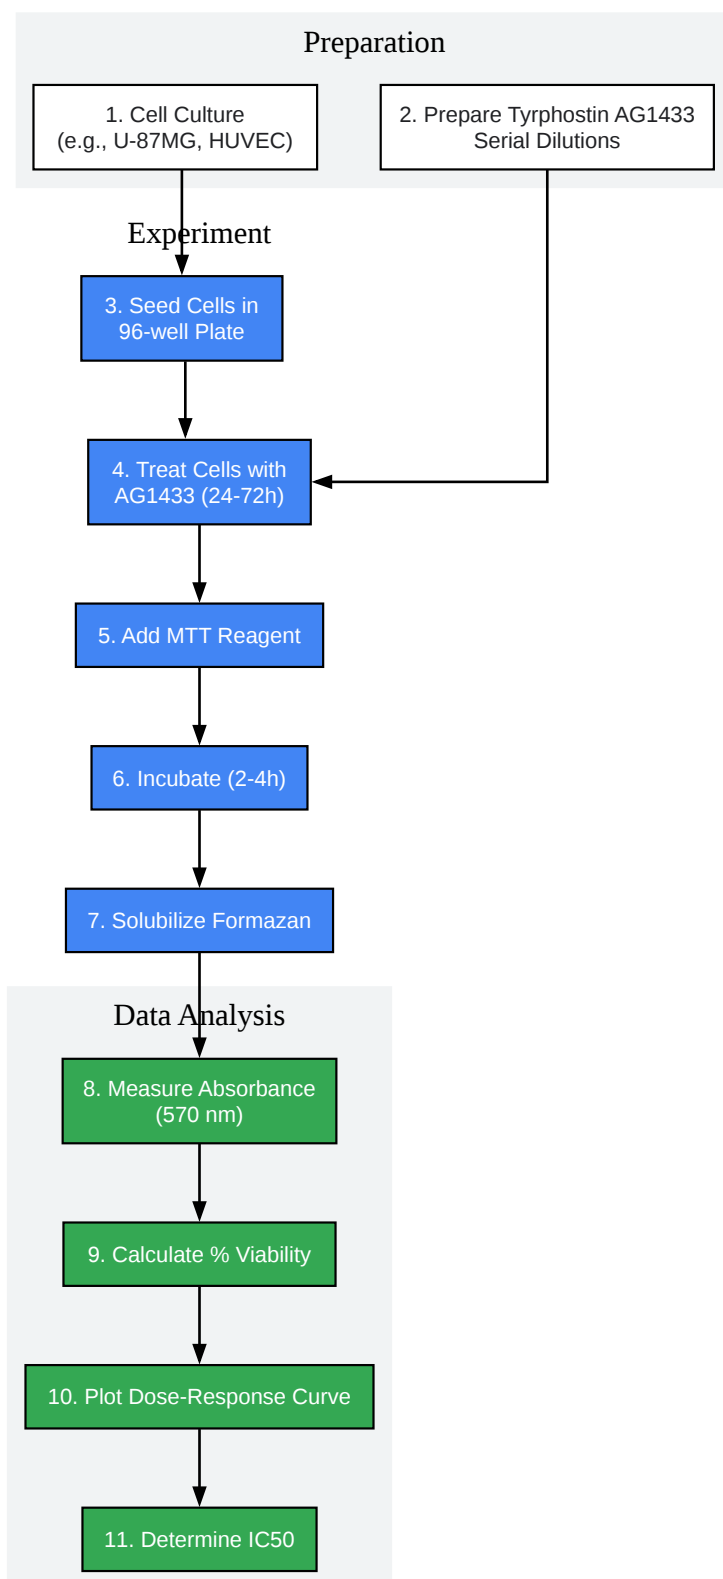 Preparation
1. Cell Culture
(e.g., U-87MG, HUVEC)
2. Prepare Tyrphostin AG1433
Serial Dilutions
Experiment
3. Seed Cells in
96-well Plate
4. Treat Cells with
AG1433 (24-72h)
5. Add MTT Reagent
6. Incubate (2-4h)
7. Solubilize Formazan
Data Analysis
8. Measure Absorbance
(570 nm)
9. Calculate % Viability
10. Plot Dose-Response Curve
11. Determine IC50